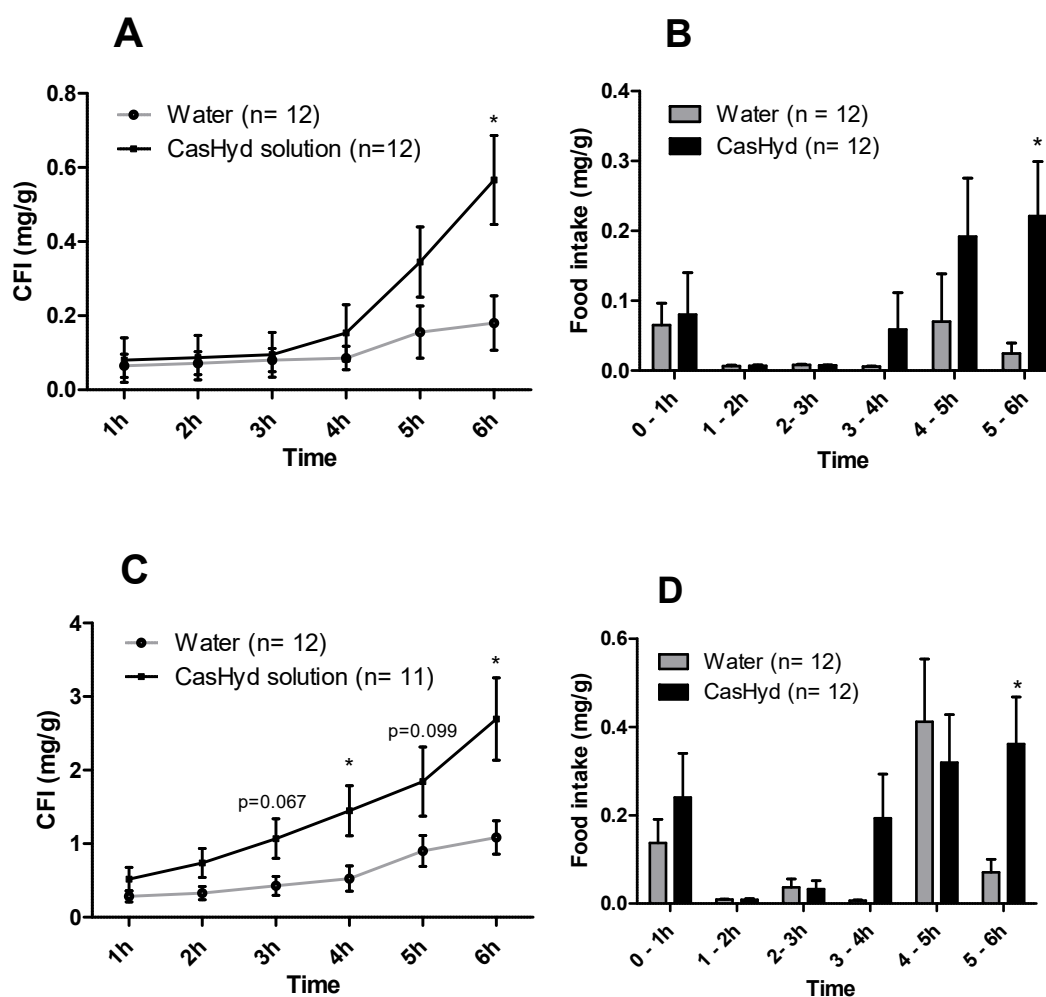 A
CFI (mg/g)
0.8
0.6
0.4
0.2
0.0
Water (n= 12)
CasHyd solution (n=12)
*
1h
2h
3h
4h
5h
6h
Time
B
Food intake (mg/g)
0.4
0.3
0.2
0.1
0.0
Water (n = 12)
CasHyd (n= 12)
*
0 - 1h
1 - 2h
2- 3h
3 - 4h
4 - 5h
5 - 6h
Time
C
CFI (mg/g)
4
3
2
1
0
Water (n= 12)
CasHyd solution (n= 11)
p=0.067
*
p=0.099
*
1h
2h
3h
4h
5h
6h
Time
D
Food intake (mg/g)
0.6
0.4
0.2
0.0
Water (n= 12)
CasHyd (n= 12)
*
0 - 1h
1 - 2h
2- 3h
3 - 4h
4 - 5h
5 - 6h
Time